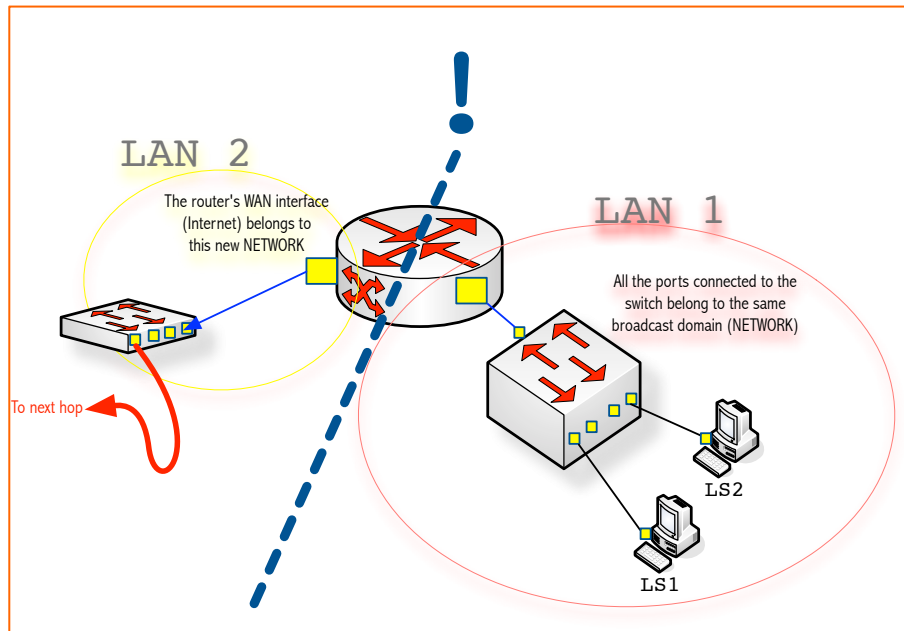 LAN 2
The router's WAN interface
(Internet) belongs to
this new NETWORK
LAN 1
All the ports connected to the
switch belong to the same
broadcast domain (NETWORK)
To next hop
LS2
LS1